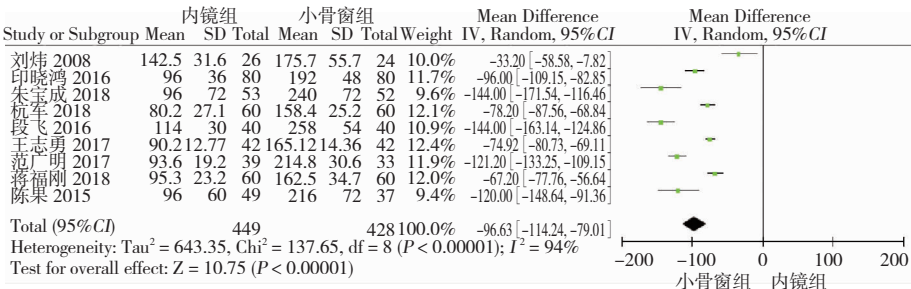 内镜组 小骨窗组 Mean Difference Mean Difference
Study or Subgroup Mean SD Total Mean SD Total Weight IV, Random, 95%CI IV, Random, 95%CI
刘炜 2008 142.5 31.6 26 175.7 55.7 24 10.0% -33.20 [-58.58, -7.82]
印晓鸿 2016 96 36 80 192 48 80 11.7% -96.00 [-109.15, -82.85]
朱宝成 2018 96 72 53 240 72 52 9.6% -144.00 [-171.54, -116.46]
杭军 2018 80.2 27.1 60 158.4 25.2 60 12.1% -78.20 [-87.56, -68.84]
段飞 2016 114 30 40 258 54 40 10.9% -144.00 [-163.14, -124.86]
王志勇 2017 90.2 12.77 42 165.12 14.36 42 12.4% -74.92 [-80.73, -69.11]
范广明 2017 93.6 19.2 39 214.8 30.6 33 11.9% -121.20 [-133.25, -109.15]
蒋福刚 2018 95.3 23.2 60 162.5 34.7 60 12.0% -67.20 [-77.76, -56.64]
陈果 2015 96 60 49 216 72 37 9.4% -120.00 [-148.64, -91.36]
Total (95%CI) 449 428 100.0% -96.63 [-114.24, -79.01]
Heterogeneity: Tau² = 643.35, Chi² = 137.65, df = 8 (P < 0.00001); I² = 94%
Test for overall effect: Z = 10.75 (P < 0.00001)
-200 -100 0 100 200
小骨窗组 内镜组